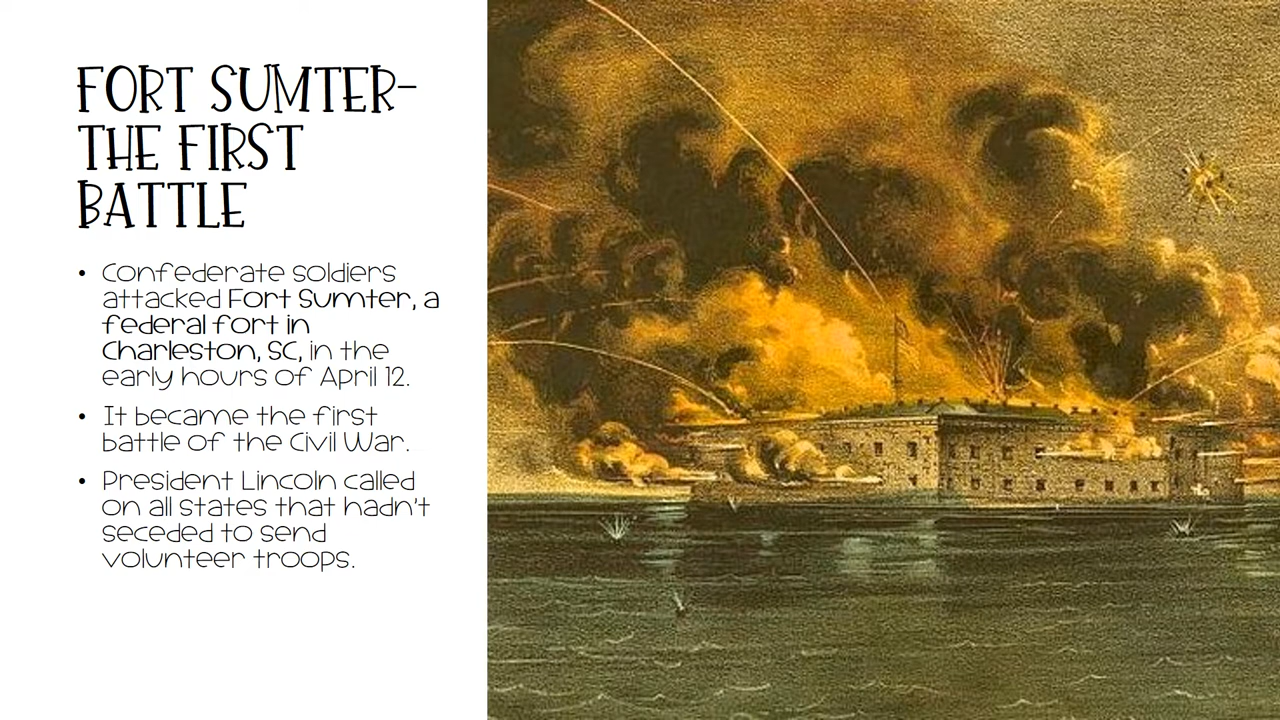 FORT SUMTER-
THE FIRST
BATTLE
• Confederate soldiers
attacked Fort Sumter, a
federal fort in
Charleston, SC, in the
early hours of April 12.
• It became the first
battle of the Civil War.
• President Lincoln called
on all states that hadn't
seceded to send
volunteer troops.